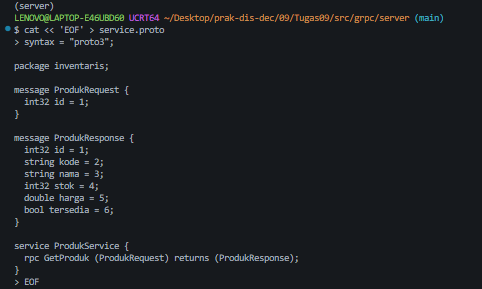 (server)
LENOVO@LAPTOP-E46UBD60 UCRT64 ~/Desktop/prak-dis-dec/09/Tugas09/src/grpc/server (main)
$ cat << 'EOF' > service.proto
> syntax = "proto3";

package inventaris;

message ProdukRequest {
  int32 id = 1;
}

message ProdukResponse {
  int32 id = 1;
  string kode = 2;
  string nama = 3;
  int32 stok = 4;
  double harga = 5;
  bool tersedia = 6;
}

service ProdukService {
  rpc GetProduk (ProdukRequest) returns (ProdukResponse);
}
> EOF